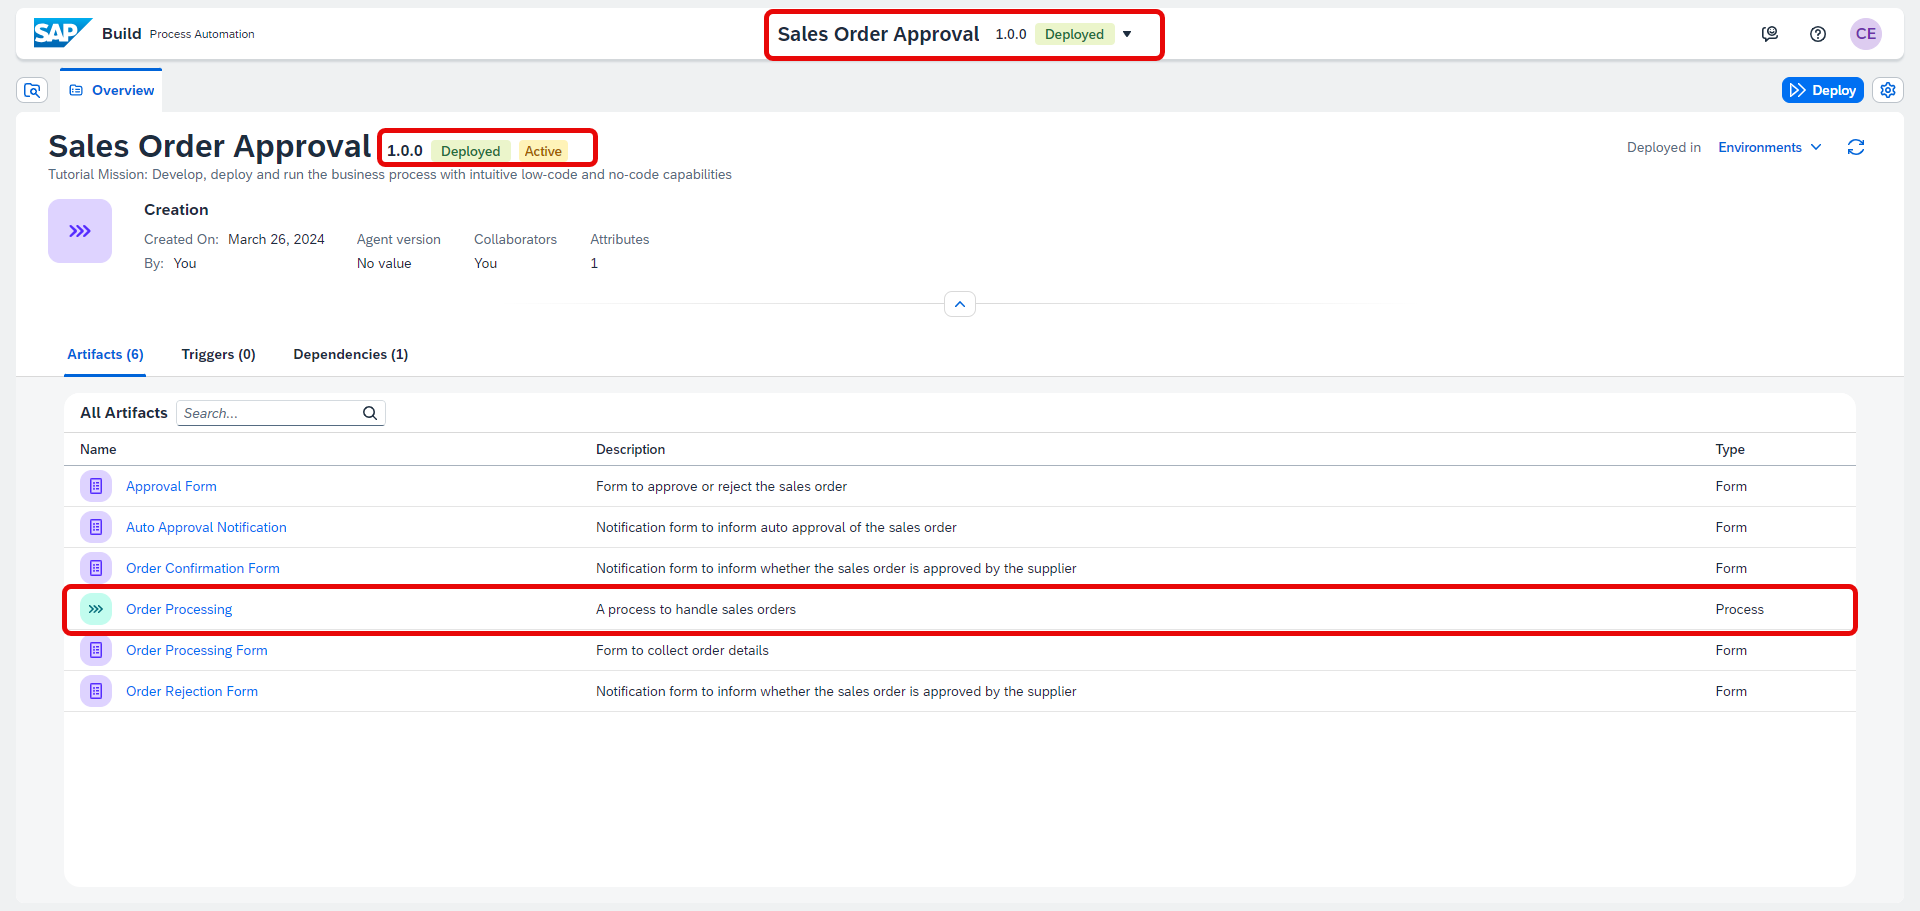 SAP Build Process Automation
Sales Order Approval 1.0.0 Deployed
CE
Overview
Deploy
Sales Order Approval 1.0.0 Deployed Active
Deployed in Environments
Tutorial Mission: Develop, deploy and run the business process with intuitive low-code and no-code capabilities
Creation
Created On: March 26, 2024 Agent version Collaborators Attributes
By: You No value You 1
Artifacts (6) Triggers (0) Dependencies (1)
All Artifacts Search...
Name Description Type
Approval Form Form to approve or reject the sales order Form
Auto Approval Notification Notification form to inform auto approval of the sales order Form
Order Confirmation Form Notification form to inform whether the sales order is approved by the supplier Form
Order Processing A process to handle sales orders Process
Order Processing Form Form to collect order details Form
Order Rejection Form Notification form to inform whether the sales order is approved by the supplier Form